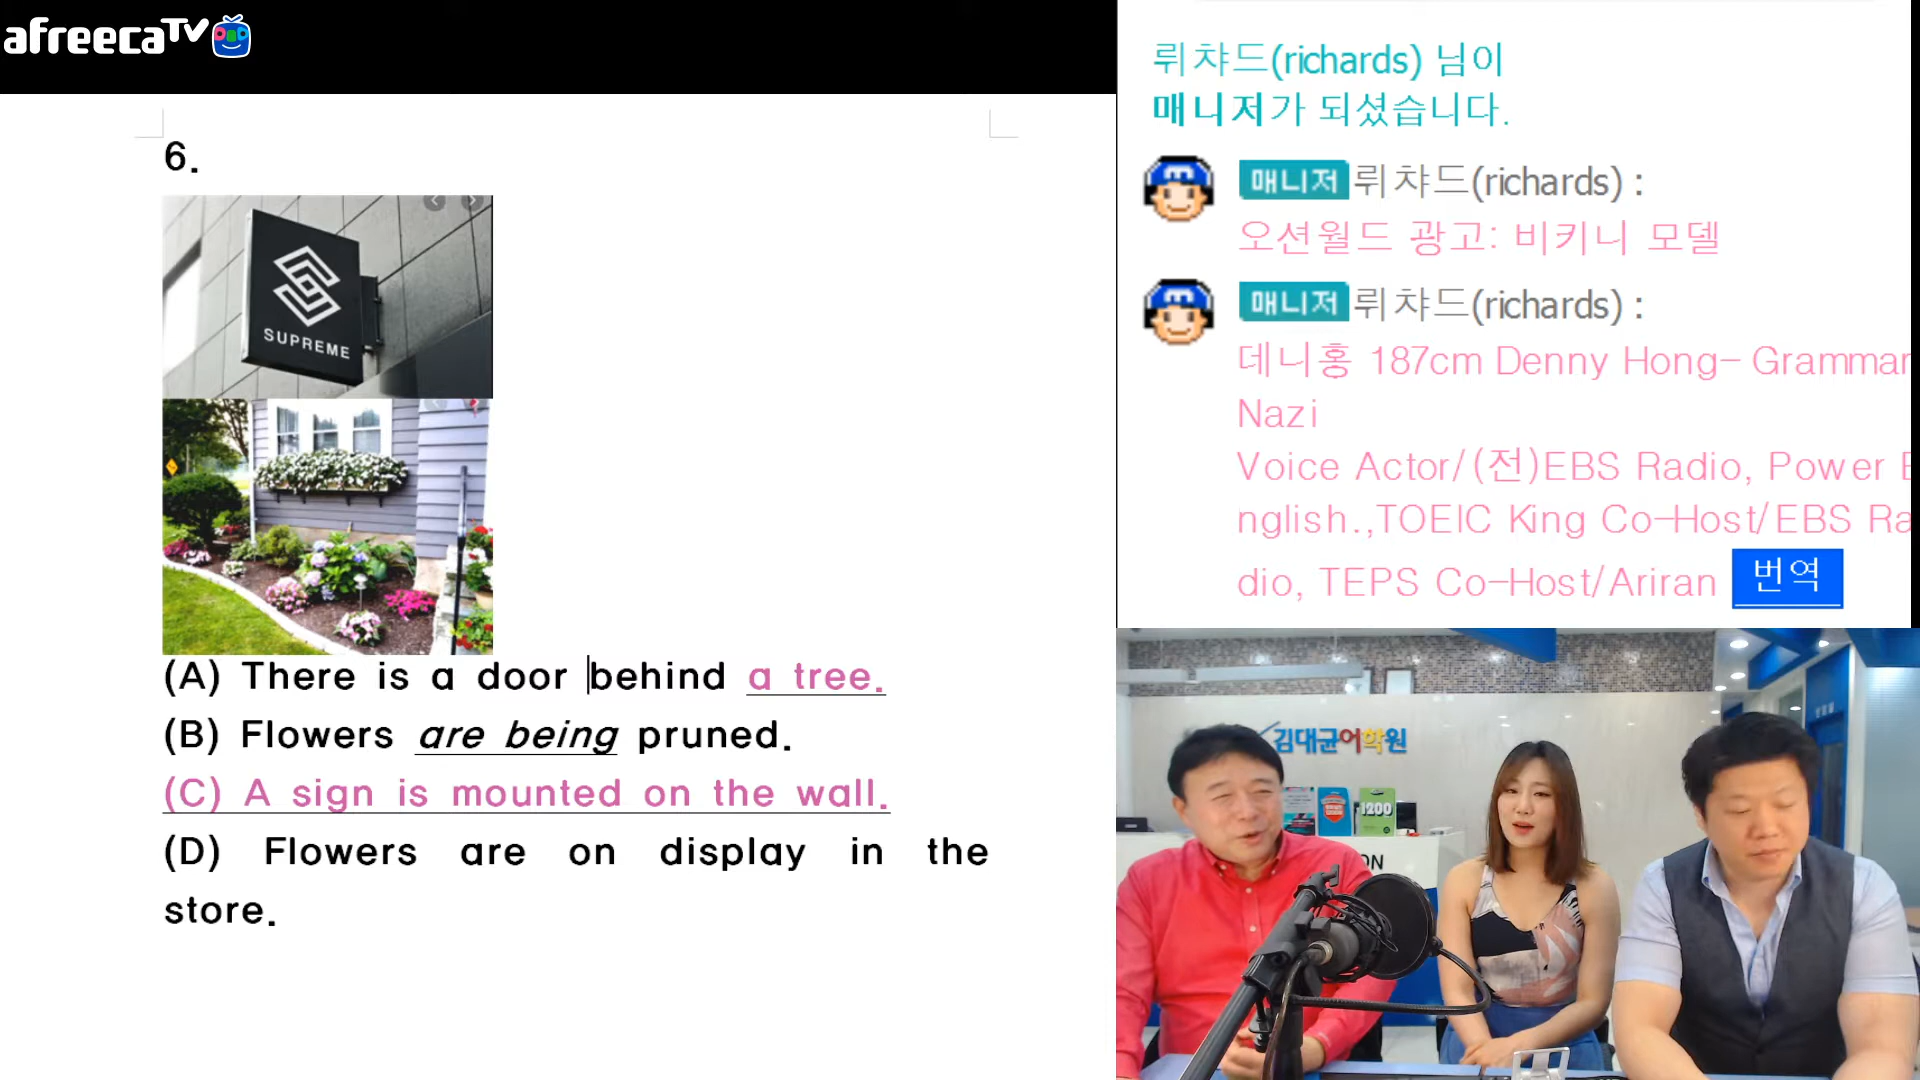 afreecaTV
6.
SUPREME
(A) There is a door behind a tree.
(B) Flowers are being pruned.
(C) A sign is mounted on the wall.
(D) Flowers are on display in the
store.
뤼챠드(richards) 님이
매니저가 되셨습니다.
매니저 뤼챠드(richards) :
오션월드 광고: 비키니 모델
매니저 뤼챠드(richards) :
데니홍 187cm Denny Hong- Grammar
Nazi
Voice Actor/(전)EBS Radio, Power E
nglish.,TOEIC King Co-Host/EBS Ra
dio, TEPS Co-Host/Ariran 번역
김대균어학원
1200
ON